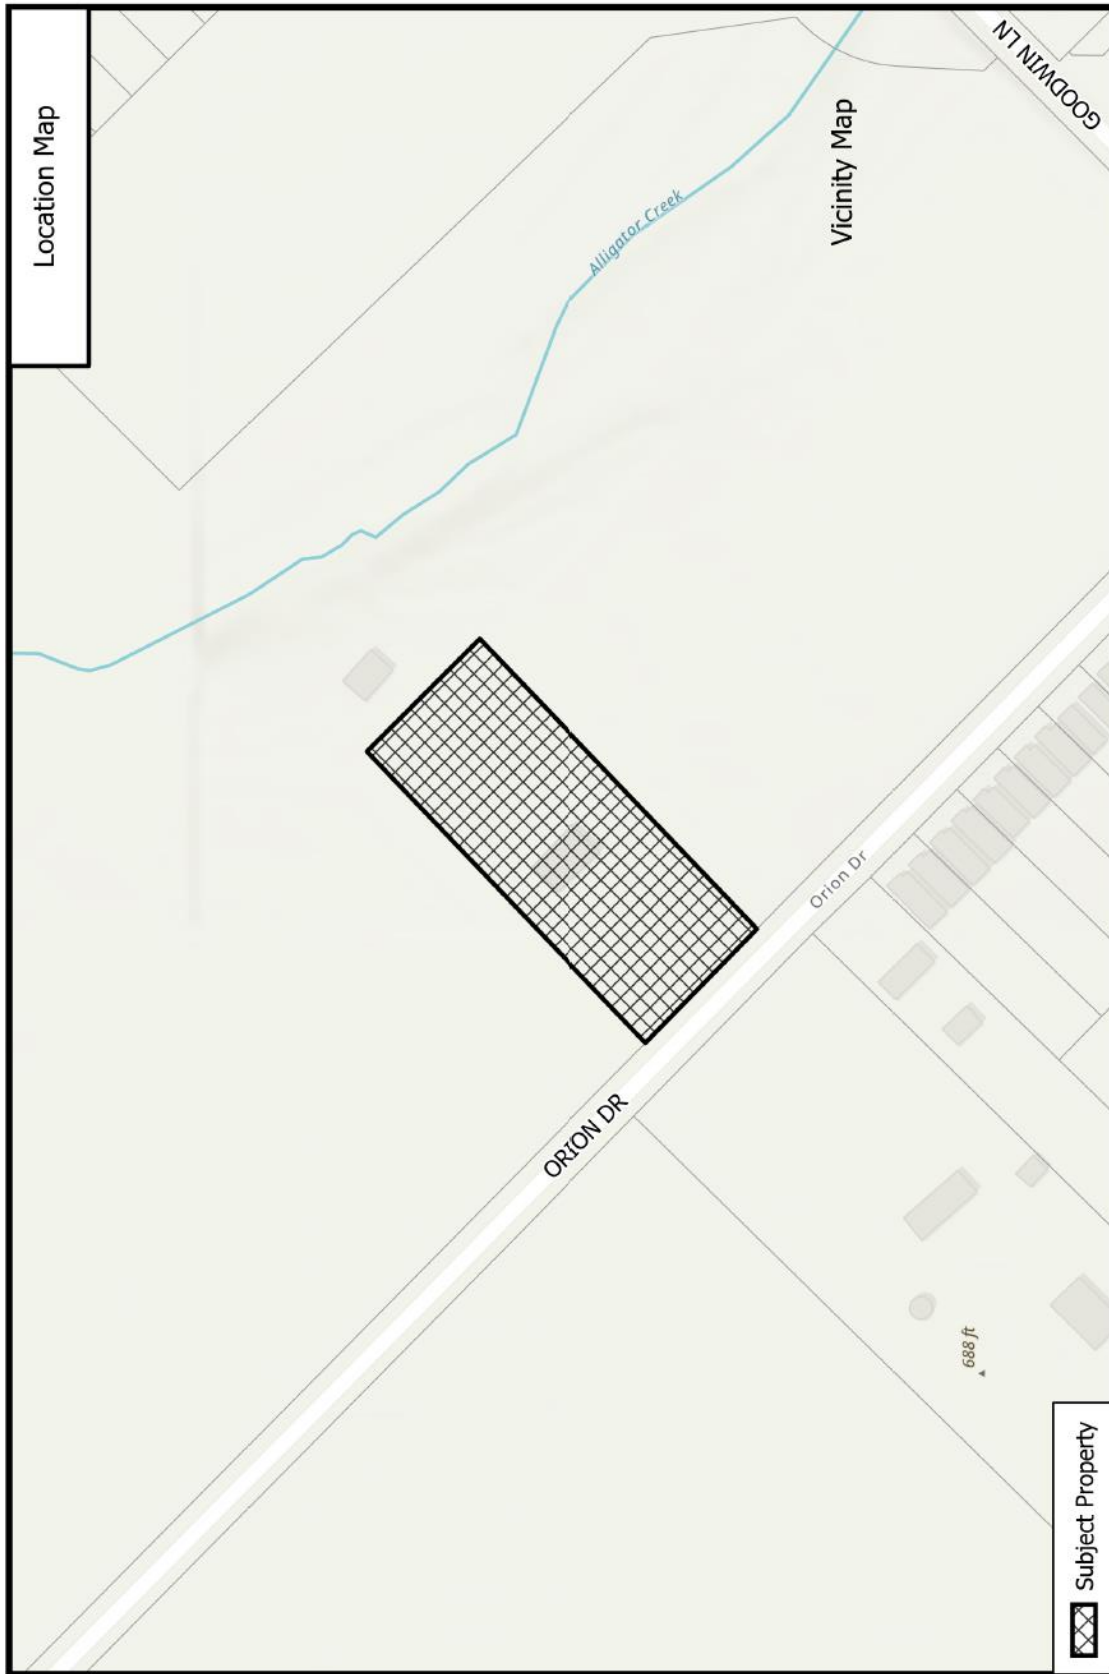 Location Map
GOODWIN LN
Vicinity Map
Alligator Creek
Orion Dr
ORION DR
688 ft
Subject Property